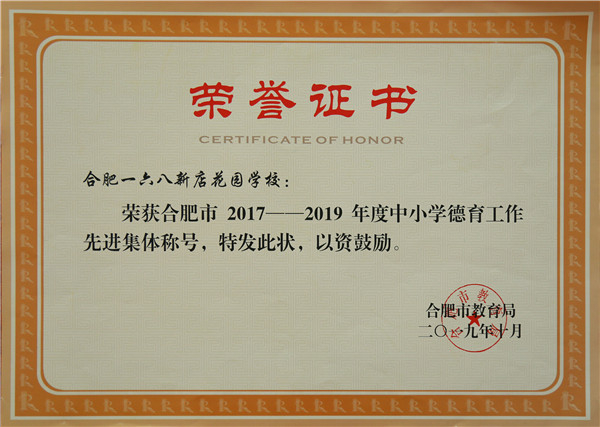 荣誉证书
CERTIFICATE OF HONOR
合肥一六八新店花园学校：
荣获合肥市 2017——2019 年度中小学德育工作
先进集体称号，特发此状，以资鼓励。
合肥市教育局
二〇一九年十月